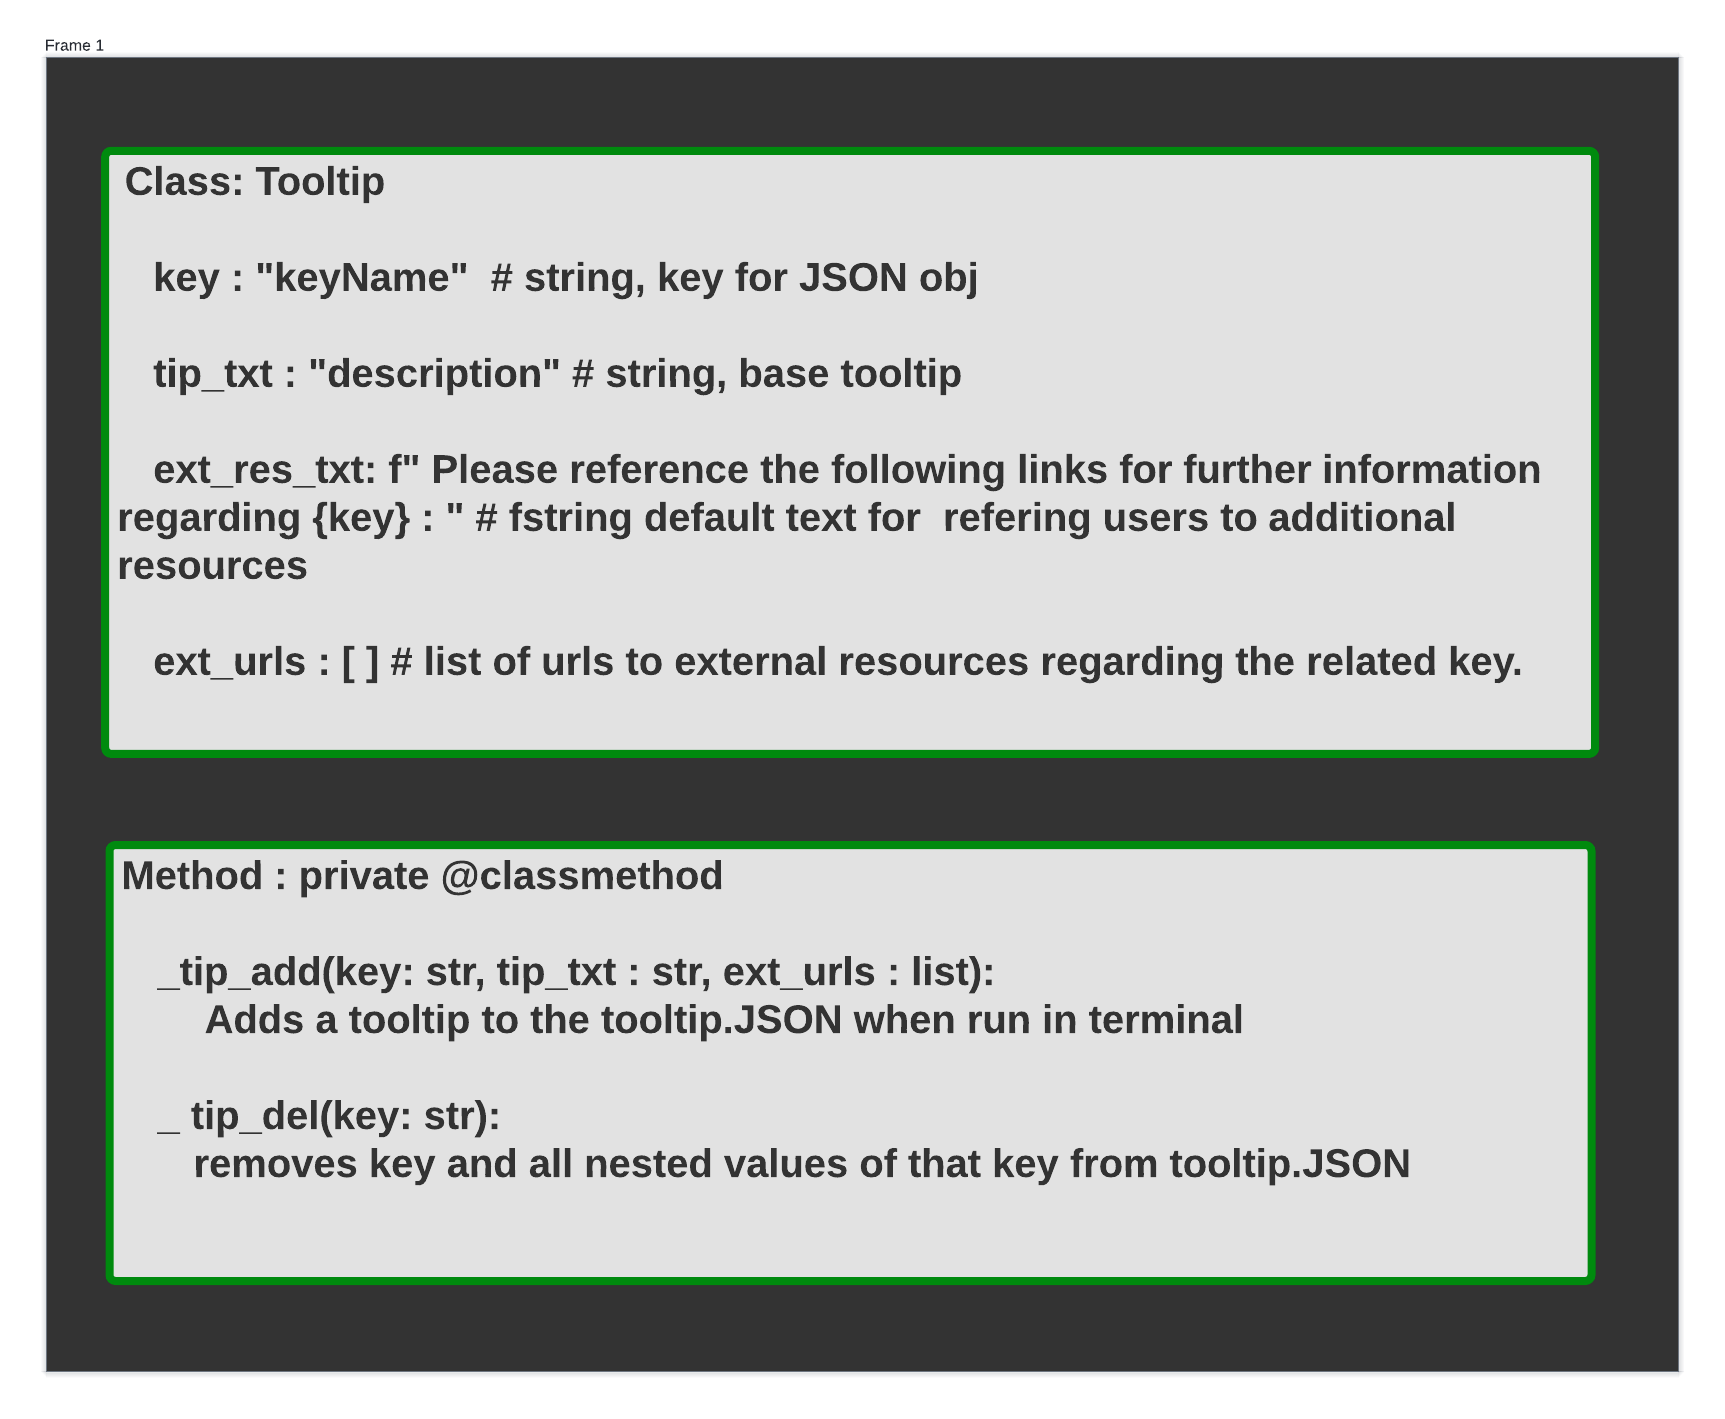 Frame 1
Class: Tooltip
key : "keyName"  # string, key for JSON obj
tip_txt : "description" # string, base tooltip
ext_res_txt: f" Please reference the following links for further information
regarding {key} : " # fstring default text for  refering users to additional
resources
ext_urls : [ ] # list of urls to external resources regarding the related key.
Method : private @classmethod
_tip_add(key: str, tip_txt : str, ext_urls : list):
Adds a tooltip to the tooltip.JSON when run in terminal
_ tip_del(key: str):
removes key and all nested values of that key from tooltip.JSON